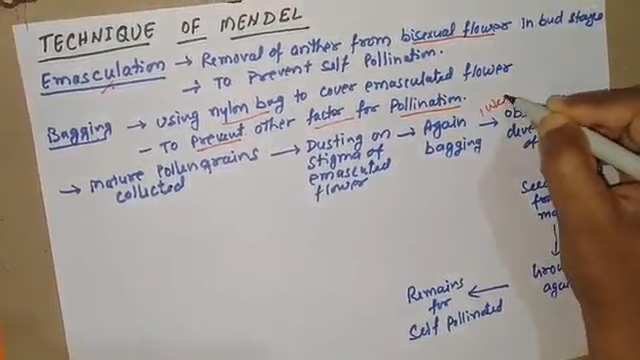 TECHNIQUE OF MENDEL
Emasculation → Removal of anther from bisexual flower in bud stage
→ To Prevent Self Pollination.
Bagging → Using nylon bag to cover emasculated flower
- To Prevent other factor for Pollination.
→ Mature Pollengrains → Dusting on → Again →
collected stigma of bagging
emasculated
flower
Remains ←
for
Self Pollinated